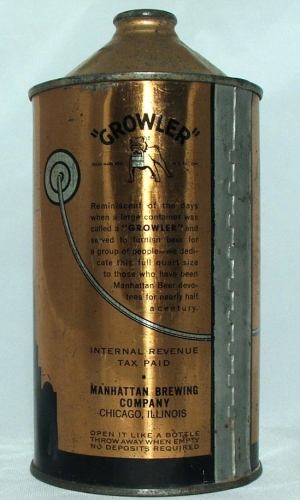 "GROWLER"
Reminiscent of the days
when a large container was
called a "GROWLER" and
served to furnish beer for
a group of people—we dedi-
cate this full quart size
to those who have been
Manhattan Beer devo-
tees for nearly half
a century.
INTERNAL REVENUE
TAX PAID
•
MANHATTAN BREWING
COMPANY
CHICAGO, ILLINOIS
OPEN IT LIKE A BOTTLE
THROW AWAY WHEN EMPTY
NO DEPOSITS REQUIRED